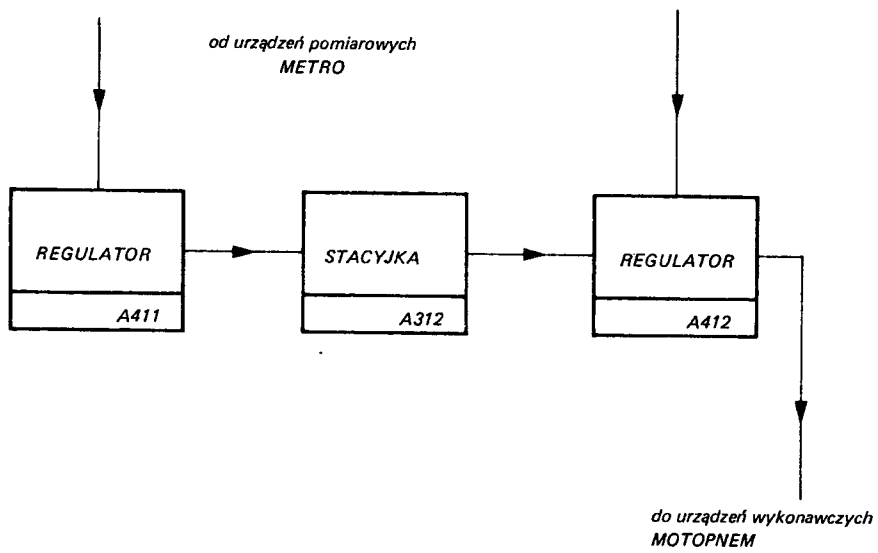 od urządzeń pomiarowych
METRO
REGULATOR
A411
STACYJKA
A312
REGULATOR
A412
do urządzeń wykonawczych
MOTOPNEM